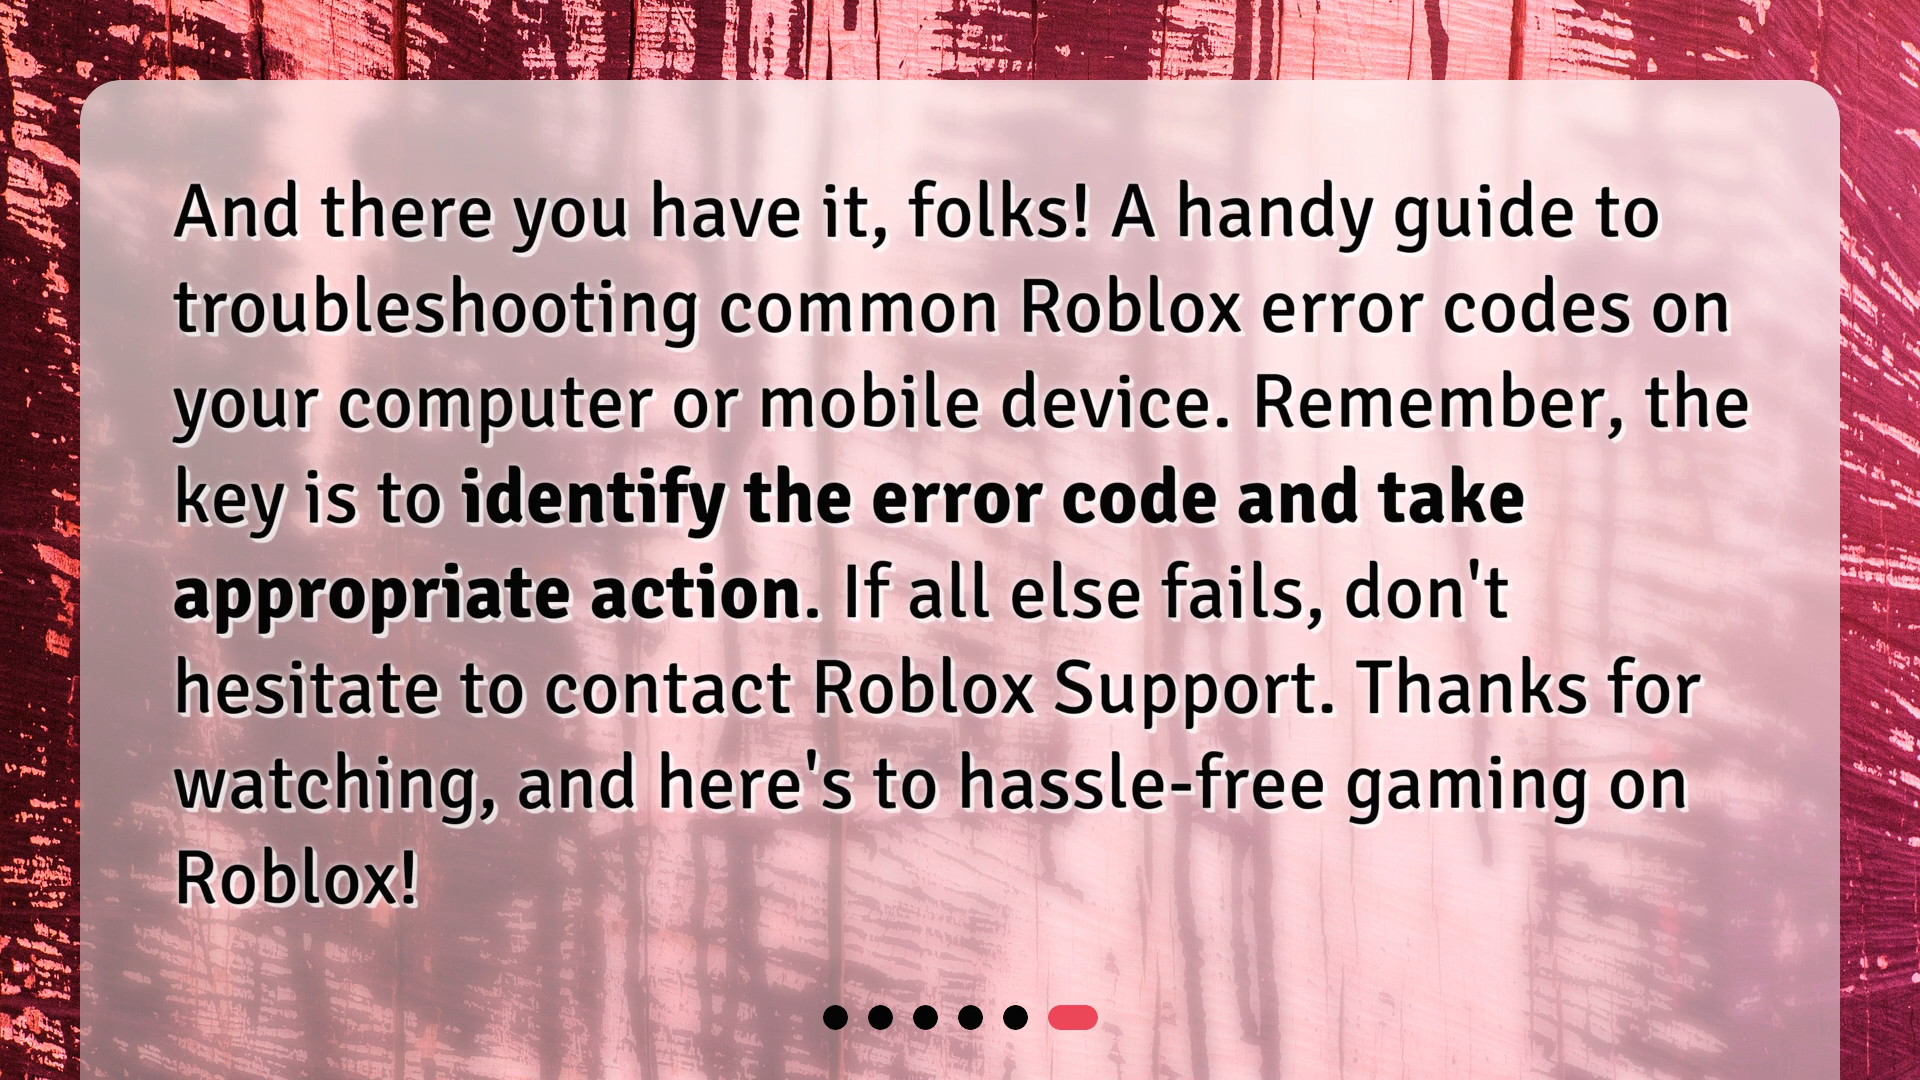 And there you have it, folks! A handy guide to
troubleshooting common Roblox error codes on
your computer or mobile device. Remember, the
key is to identify the error code and take
appropriate action. If all else fails, don't
hesitate to contact Roblox Support. Thanks for
watching, and here's to hassle-free gaming on
Roblox!